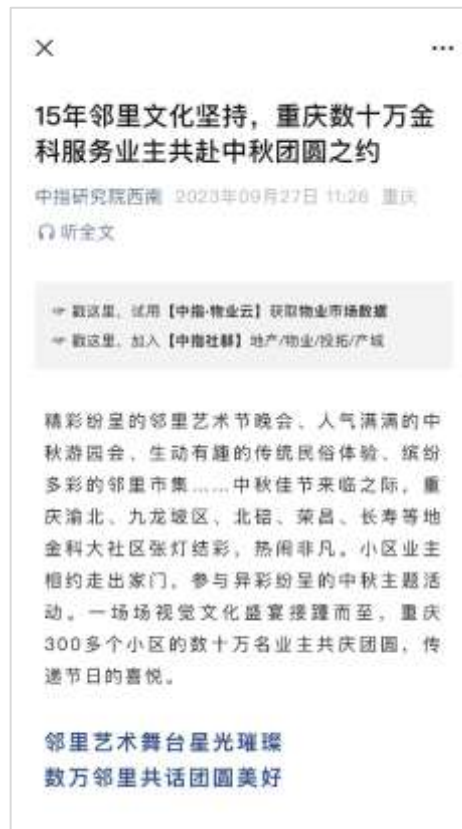 15年邻里文化坚持，重庆数十万金
科服务业主共赴中秋团圆之约
中指研究院西南 2023年09月27日 11:26 重庆
听全文
☞ 戳这里，试用【中指·物业云】获取物业市场数据
☞ 戳这里，加入【中指社群】地产/物业/投拓/产城
精彩纷呈的邻里艺术节晚会、人气满满的中
秋游园会、生动有趣的传统民俗体验、缤纷
多彩的邻里市集……中秋佳节来临之际，重
庆渝北、九龙坡区、北碚、荣昌、长寿等地
金科大社区张灯结彩，热闹非凡。小区业主
相约走出家门，参与异彩纷呈的中秋主题活
动。一场场视觉文化盛宴接踵而至，重庆
300多个小区的数十万名业主共庆团圆，传
递节日的喜悦。
邻里艺术舞台星光璀璨
数万邻里共话团圆美好